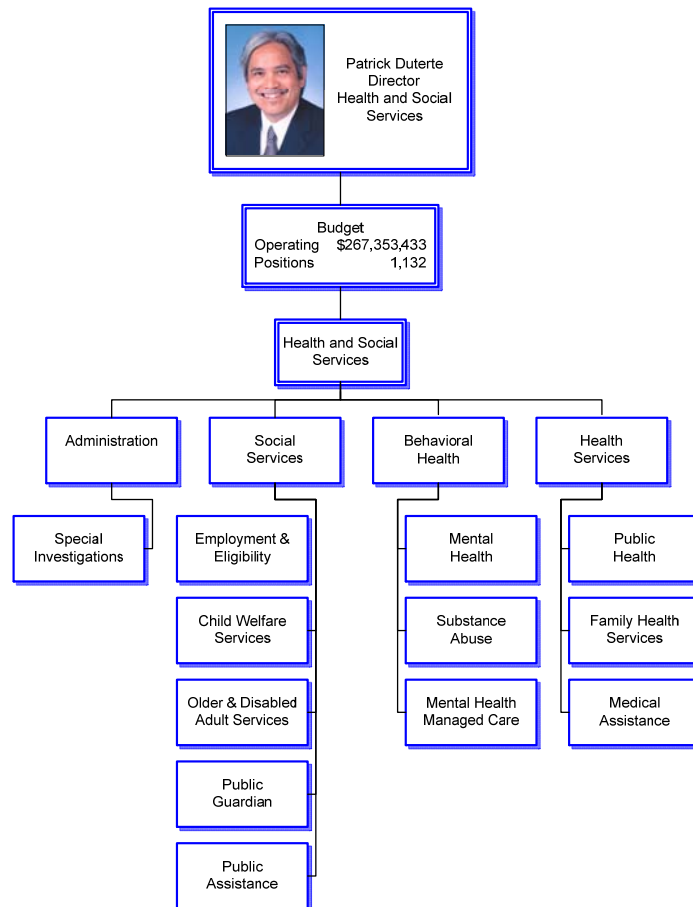 Patrick Duterte
Director
Health and Social
Services
Budget
Operating $267,353,433
Positions 1,132
Health and Social
Services
Administration
Social
Services
Behavioral
Health
Health
Services
Special
Investigations
Employment &
Eligibility
Mental
Health
Public
Health
Child Welfare
Services
Substance
Abuse
Family Health
Services
Older & Disabled
Adult Services
Mental Health
Managed Care
Medical
Assistance
Public
Guardian
Public
Assistance